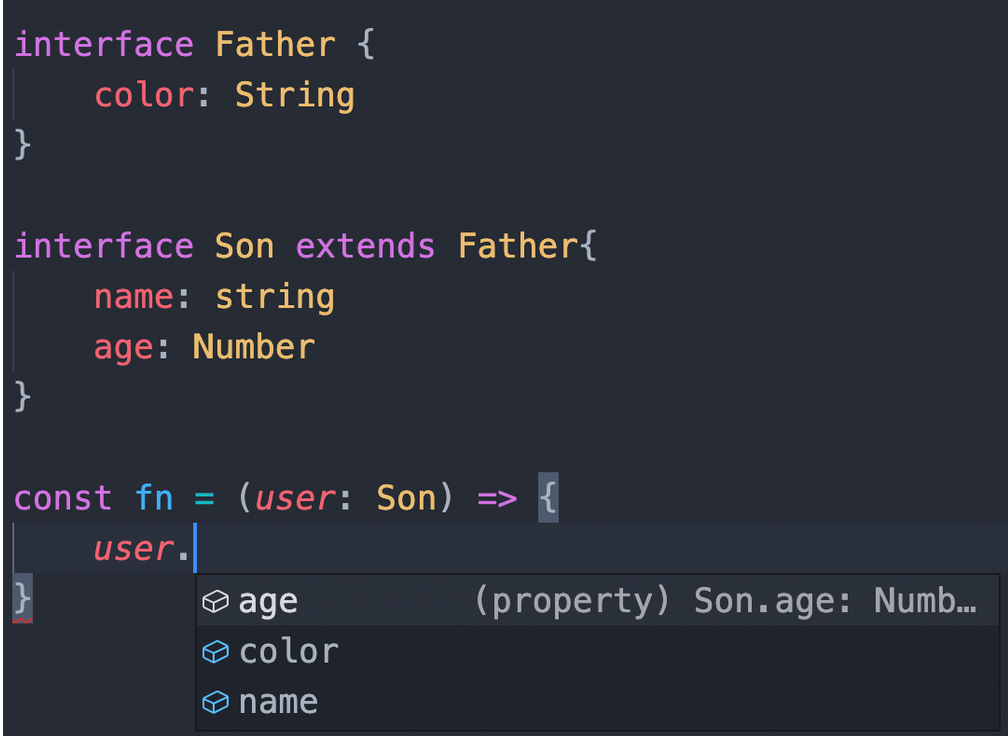 interface Father {
    color: String
}

interface Son extends Father{
    name: string
    age: Number
}

const fn = (user: Son) => {
    user.
}
age (property) Son.age: Numb…
color
name